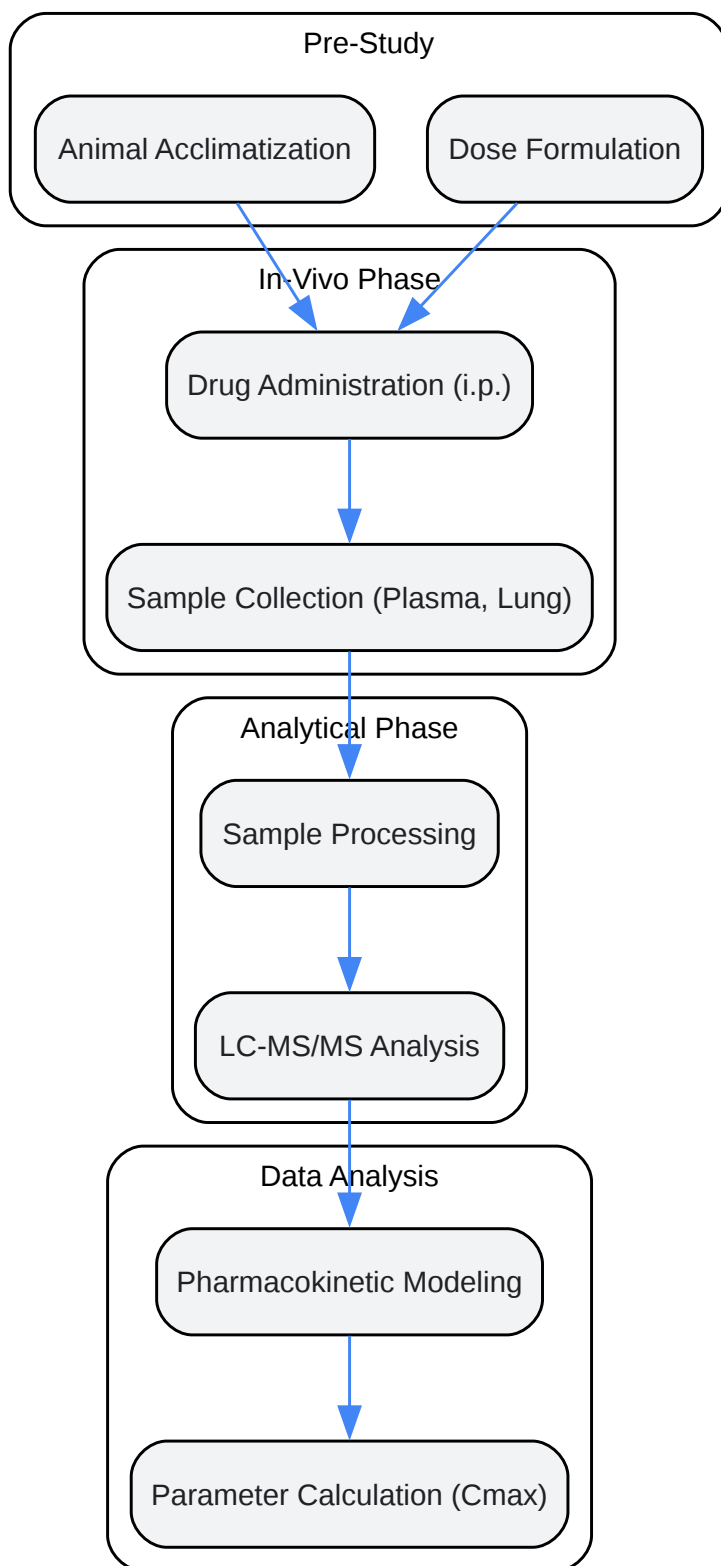 Pre-Study
Animal Acclimatization
Dose Formulation
In-Vivo Phase
Drug Administration (i.p.)
Sample Collection (Plasma, Lung)
Analytical Phase
Sample Processing
LC-MS/MS Analysis
Data Analysis
Pharmacokinetic Modeling
Parameter Calculation (Cmax)